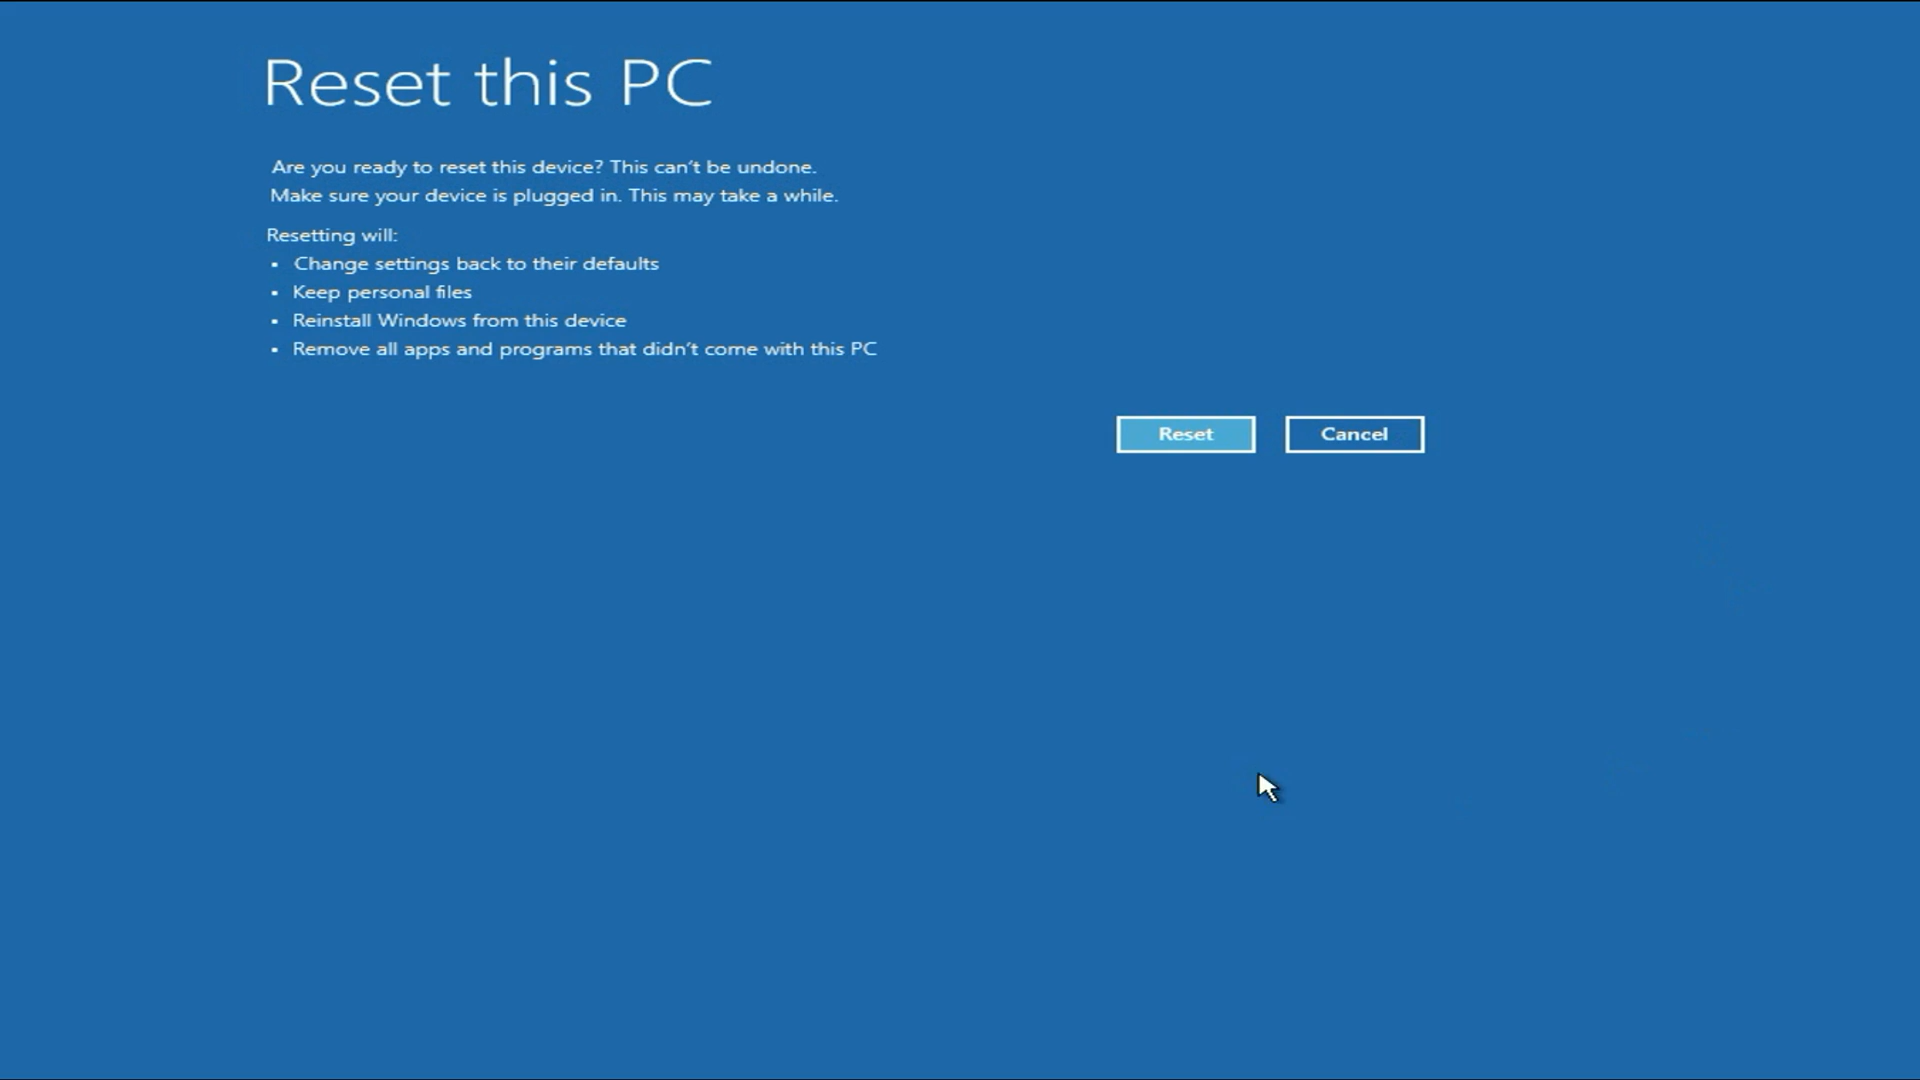 Reset this PC
Are you ready to reset this device? This can't be undone.
Make sure your device is plugged in. This may take a while.
Resetting will:
• Change settings back to their defaults
• Keep personal files
• Reinstall Windows from this device
• Remove all apps and programs that didn't come with this PC
Reset Cancel